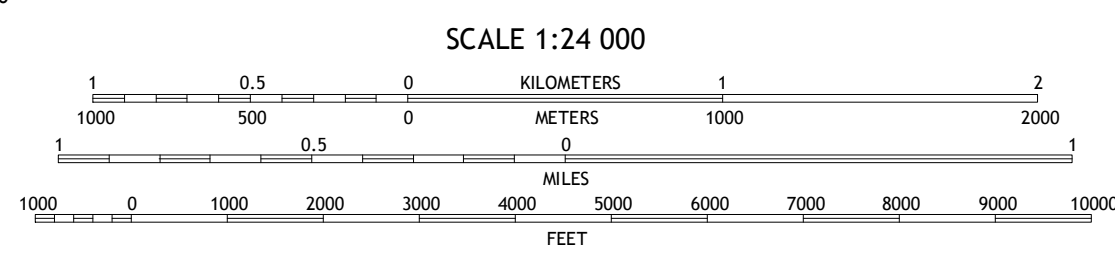 SCALE 1:24 000
1 0.5 0 KILOMETERS 1 2
1000 500 0 METERS 1000 2000
1 0.5 0 1
MILES
1000 0 1000 2000 3000 4000 5000 6000 7000 8000 9000 10000
FEET